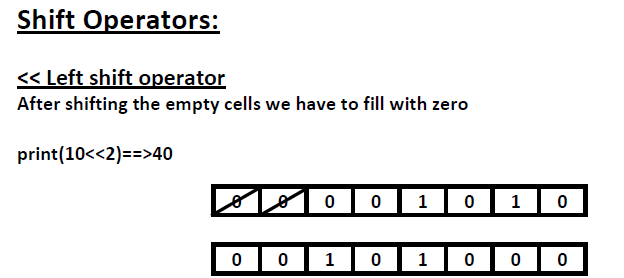 Shift Operators:
<< Left shift operator
After shifting the empty cells we have to fill with zero
print(10<<2)==>40
0 0 0 0 1 0 1 0
0 0 1 0 1 0 0 0